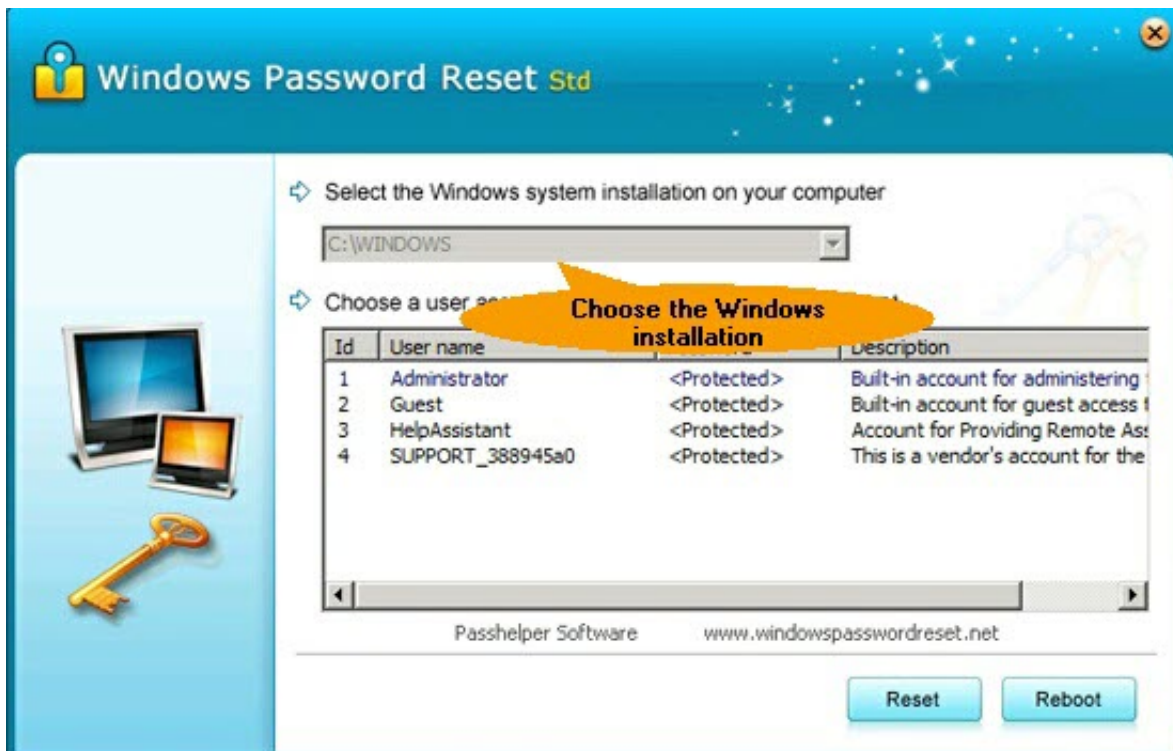 Windows Password Reset Std
Select the Windows system installation on your computer
C:\WINDOWS
Choose a user
Choose the Windows
installation
Id User name Description
1 Administrator <Protected> Built-in account for administering
2 Guest <Protected> Built-in account for guest access
3 HelpAssistant <Protected> Account for Providing Remote
4 SUPPORT_388945a0 <Protected> This is a vendor's account for the
Passhelper Software www.windowspasswordreset.net
Reset Reboot